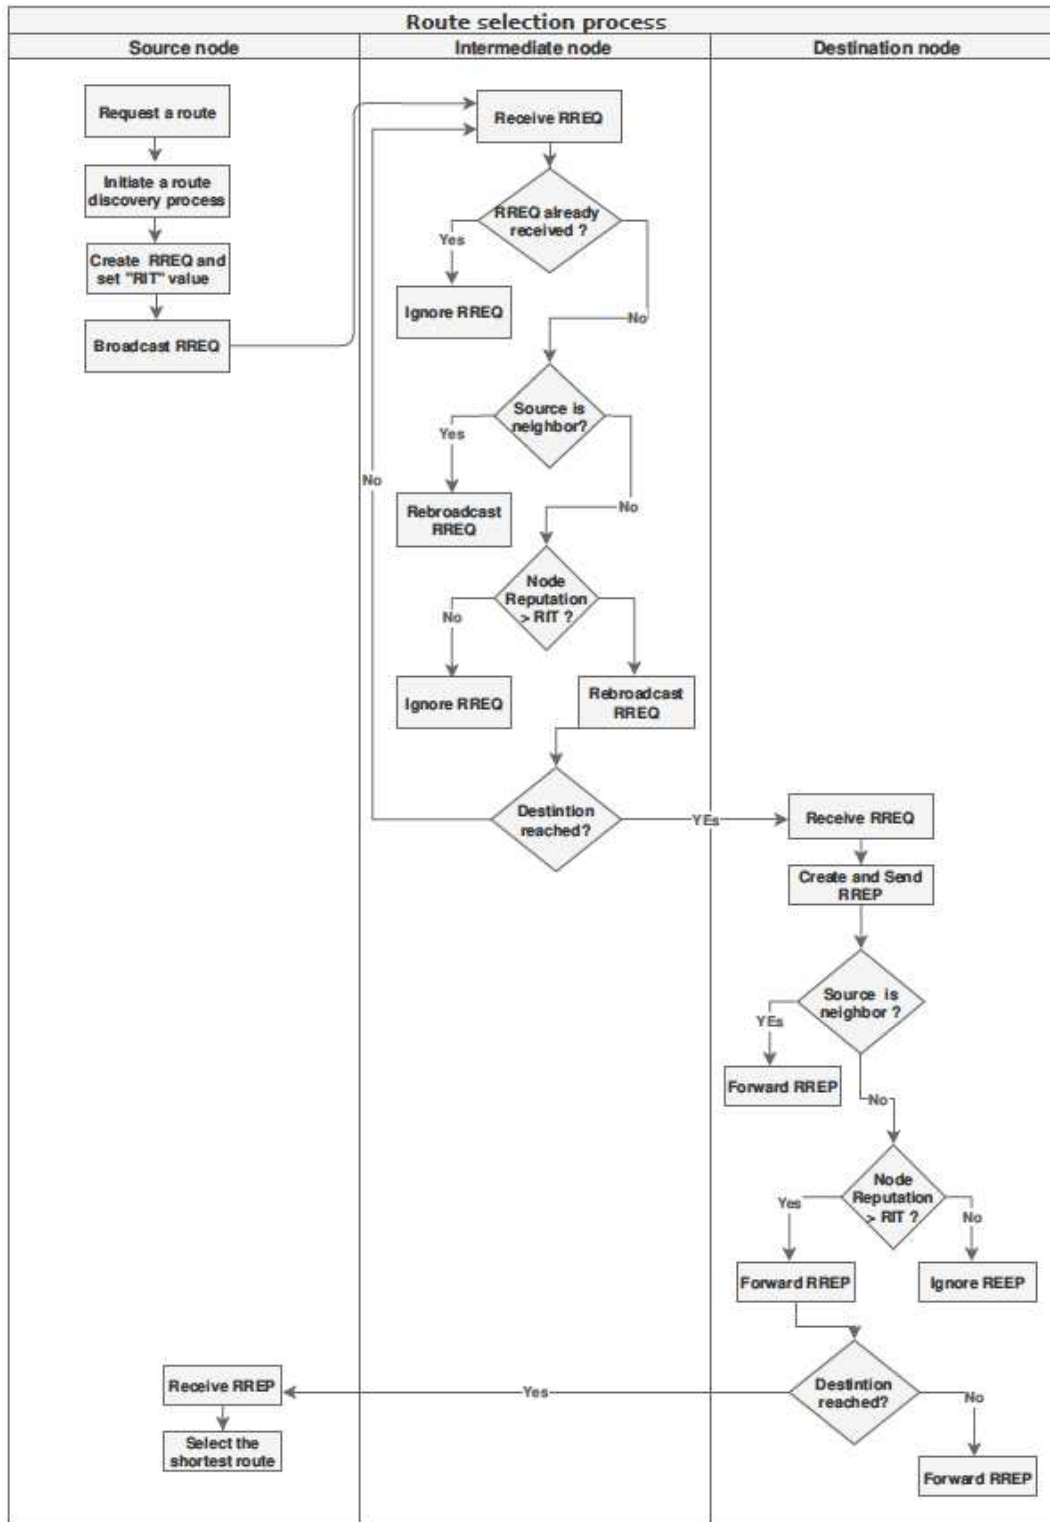 Route selection process
Source node
Intermediate node
Destination node
Request a route
Initiate a route
discovery process
Create RREQ and
set "RIT" value
Broadcast RREQ
Receive RREQ
RREQ already
received ?
Yes
Ignore RREQ
No
Source is
neighbor?
Yes
No
Rebroadcast
RREQ
No
Node
Reputation
> RIT ?
No
Ignore RREQ
Rebroadcast
RREQ
Destintion
reached?
YEs
Receive RREQ
Create and Send
RREP
Source is
neighbor ?
YEs
Forward RREP
No
Node
Reputation
> RIT ?
Yes
No
Forward RREP
Ignore REEP
Destintion
reached?
Yes
No
Receive RREP
Select the
shortest route
Forward RREP